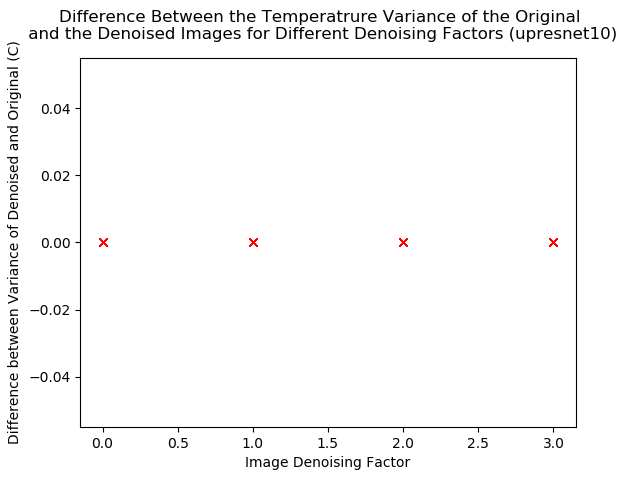 Difference Between the Temperatrure Variance of the Original
and the Denoised Images for Different Denoising Factors (upresnet10)
Difference between Variance of Denoised and Original (C)
0.04
0.02
0.00
−0.02
−0.04
0.0 0.5 1.0 1.5 2.0 2.5 3.0
Image Denoising Factor